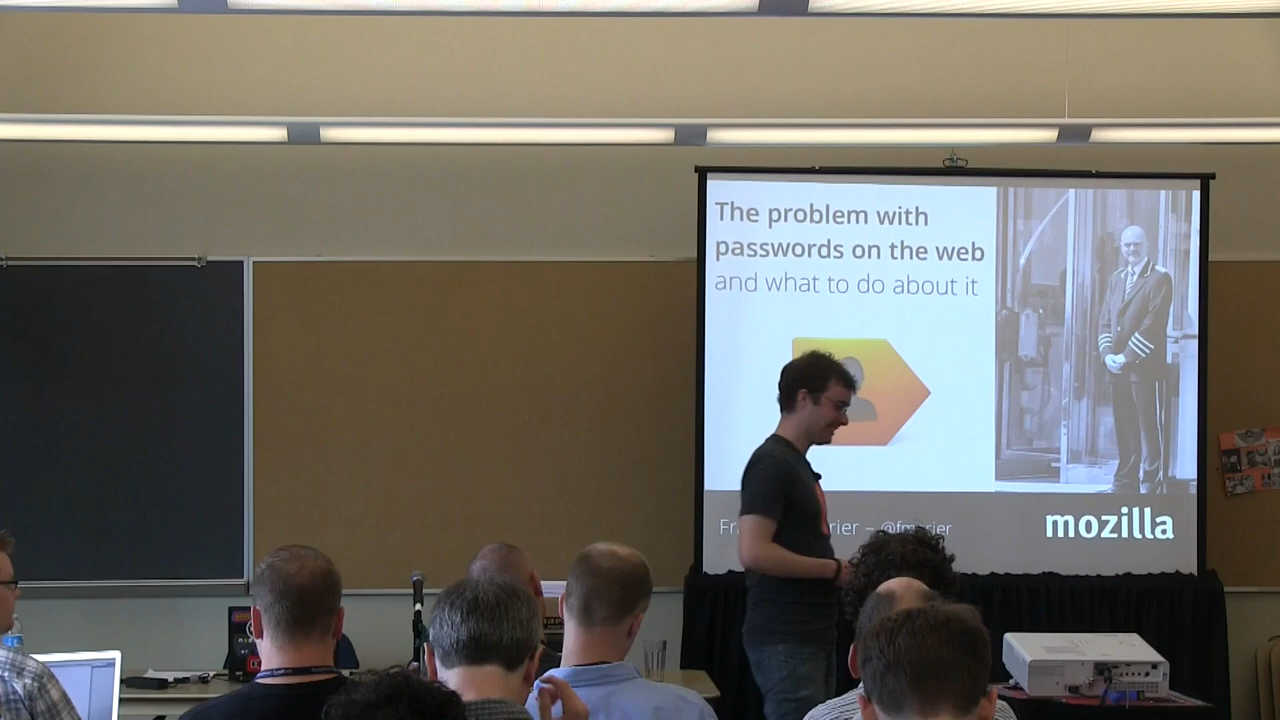 The problem with
passwords on the web
and what to do about it
mozilla